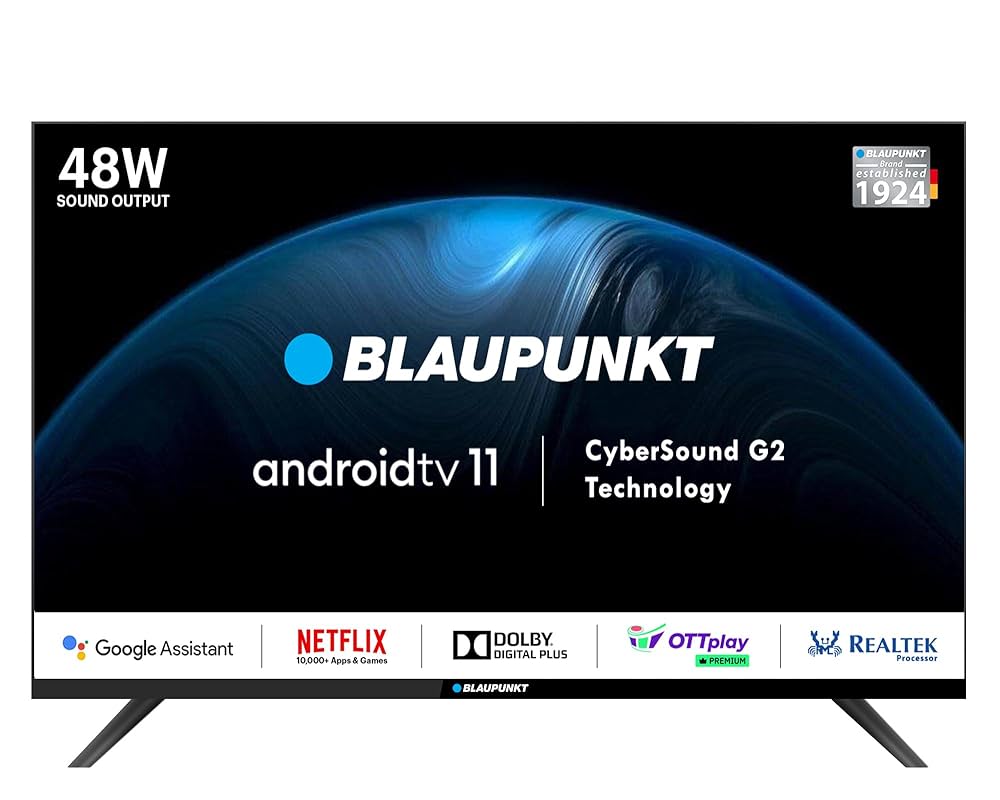 48W
SOUND OUTPUT
BLAUPUNKT
Brand
established
1924
BLAUPUNKT
androidtv 11
CyberSound G2
Technology
Google Assistant
NETFLIX
10,000+ Apps & Games
DOLBY
DIGITAL PLUS
OTTplay
PREMIUM
REALTEK
Processor
BLAUPUNKT